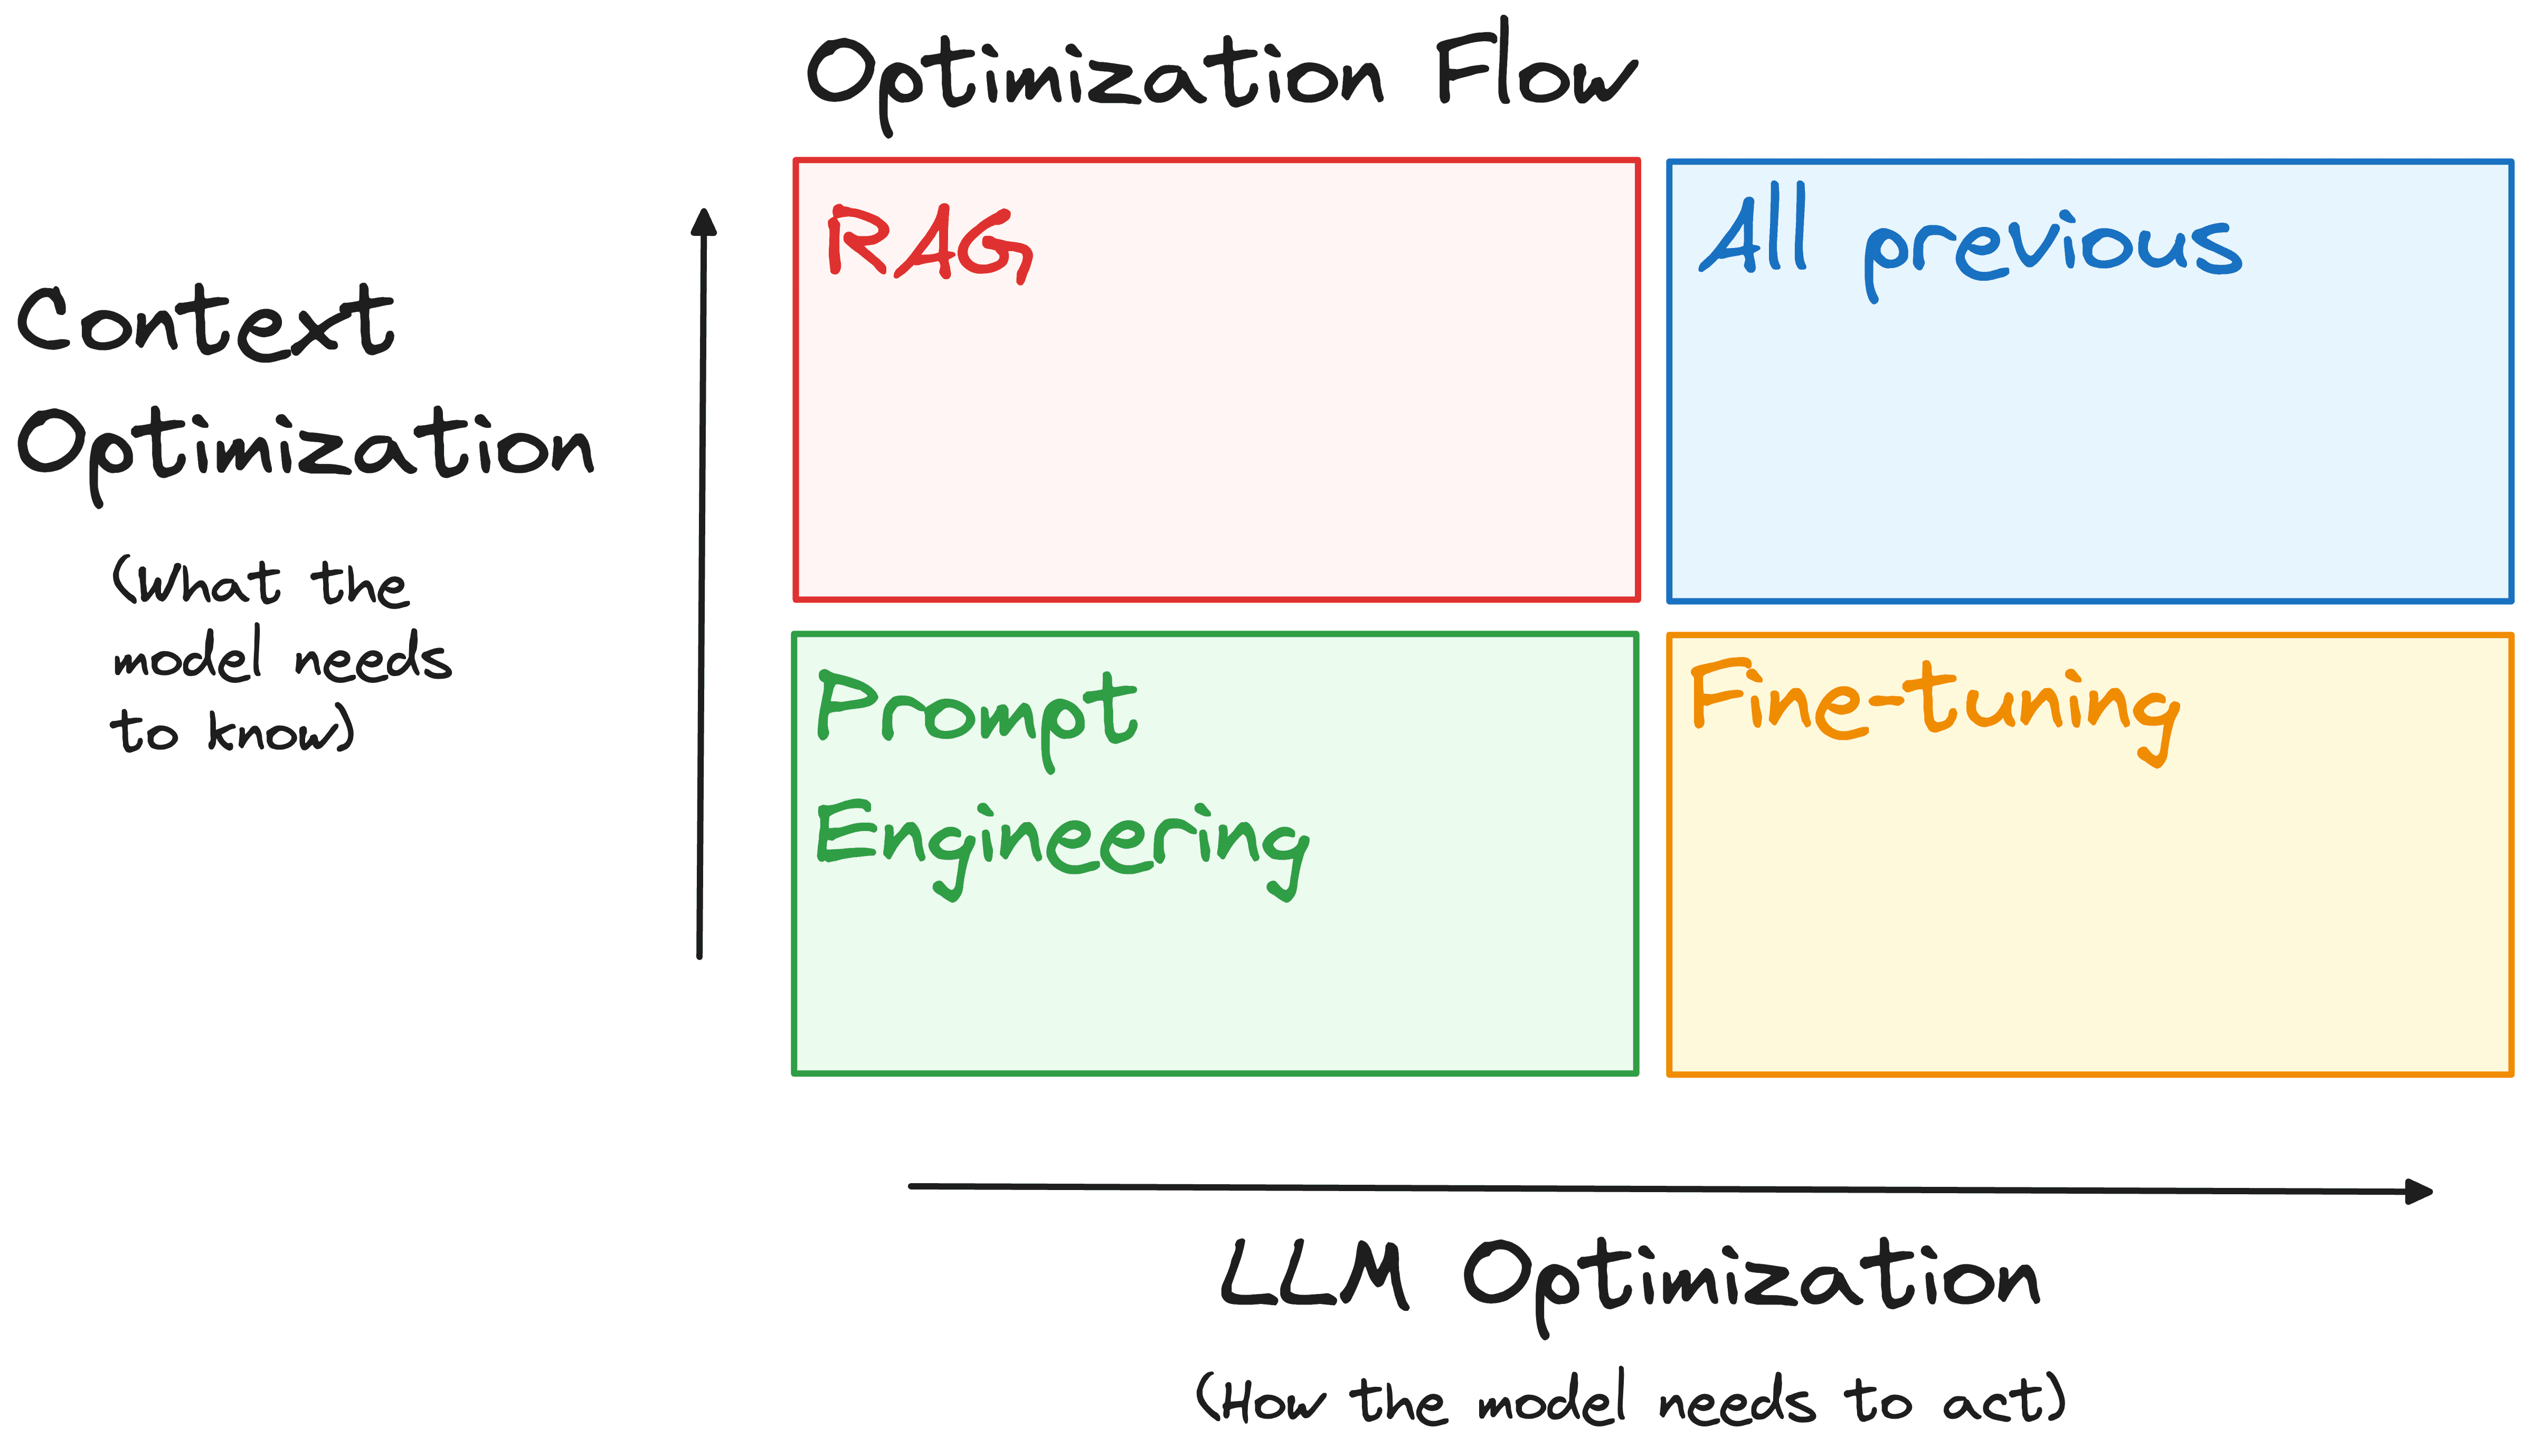 Optimization Flow
Context
Optimization
(What the
model needs
to know)
RAG
All previous
Prompt
Engineering
Fine-tuning
LLM Optimization
(How the model needs to act)